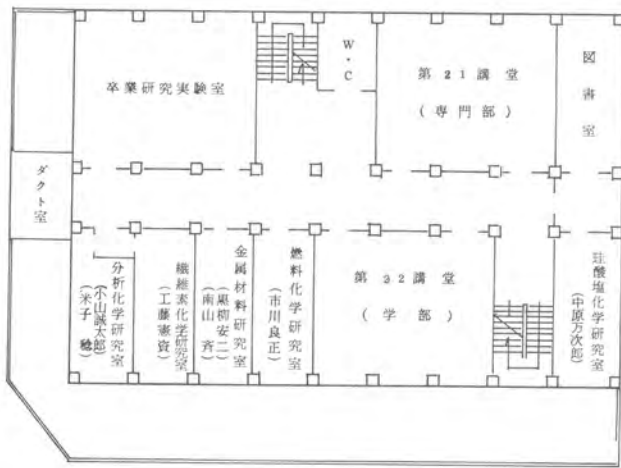 卒業研究実験室
W・C
第21講堂
(専門部)
図書室
ダクト室
分析化学研究室
(小山誠太郎)
(米子 稔)
繊維素化学研究室
(工藤憲資)
金属材料研究室
(黒柳安二)
(南山 斉)
燃料化学研究室
(市川良正)
第22講堂
(学部)
珪酸塩化学研究室
(中原万次郎)